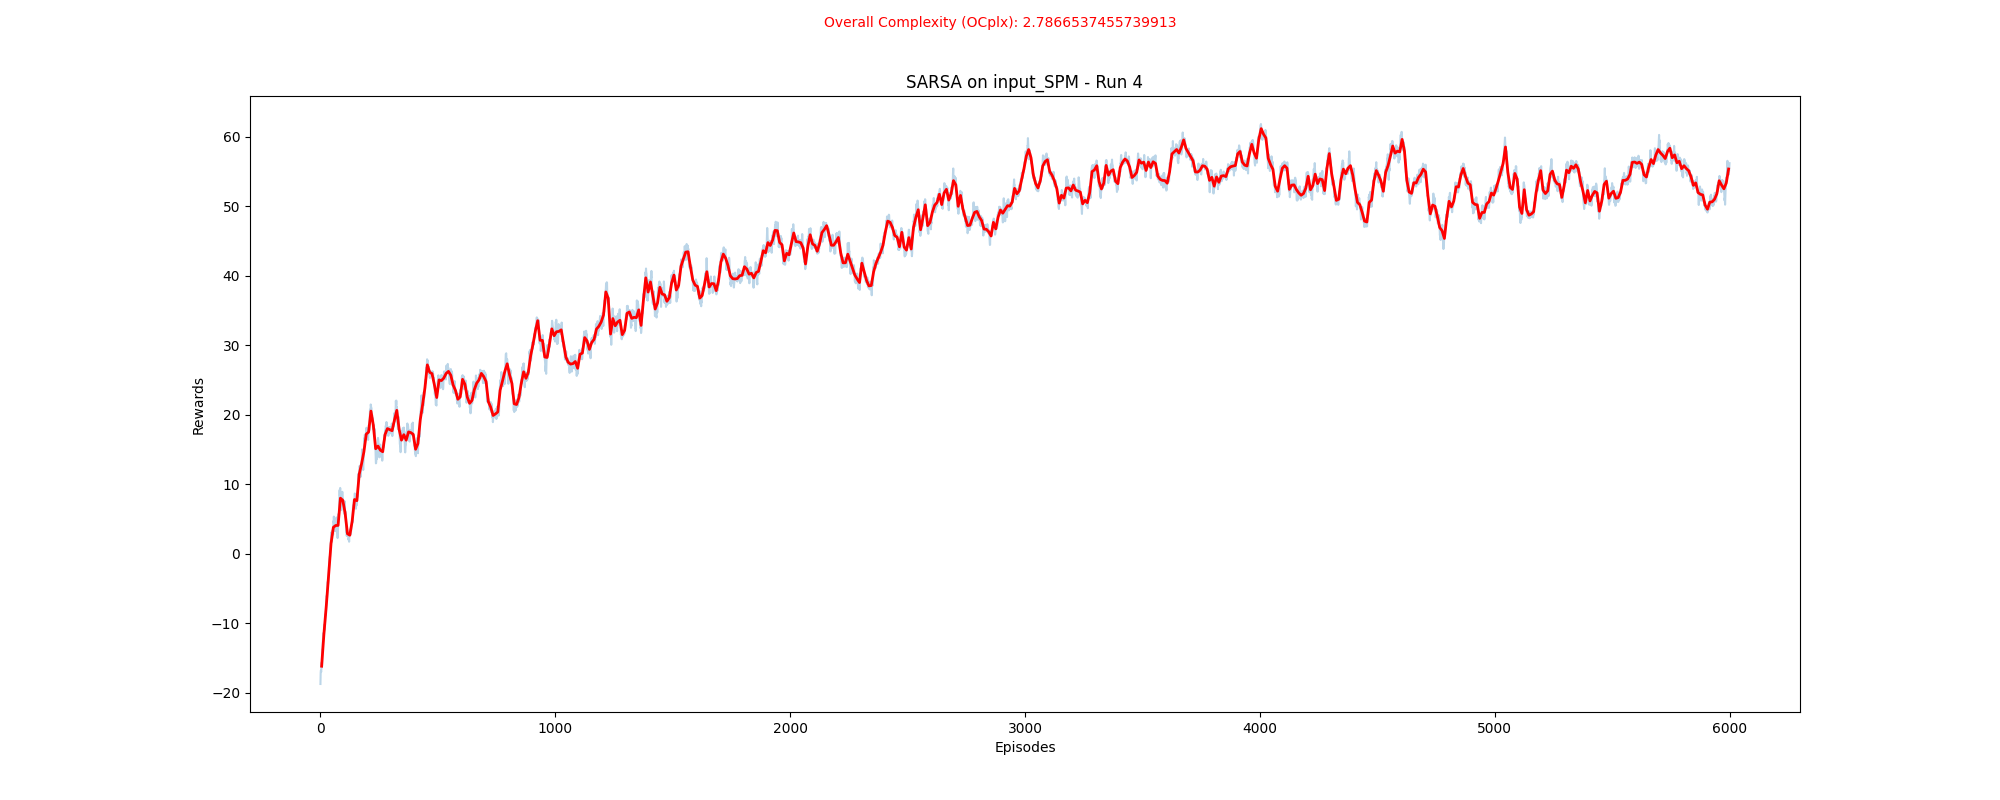 Overall Complexity (OCplx): 2.7866537455739913
SARSA on input_SPM - Run 4
60
50
40
30
20
10
0
−10
−20
Rewards
0 1000 2000 3000 4000 5000 6000
Episodes